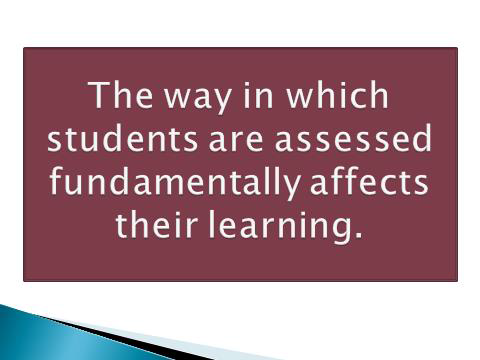 The way in which
students are assessed
fundamentally affects
their learning.